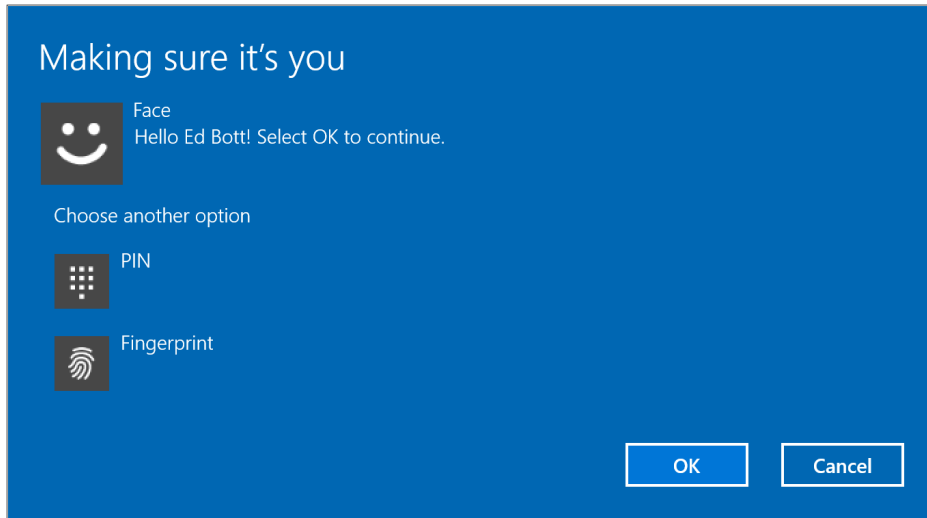 Making sure it's you
Face
Hello Ed Bott! Select OK to continue.
Choose another option
PIN
Fingerprint
OK
Cancel